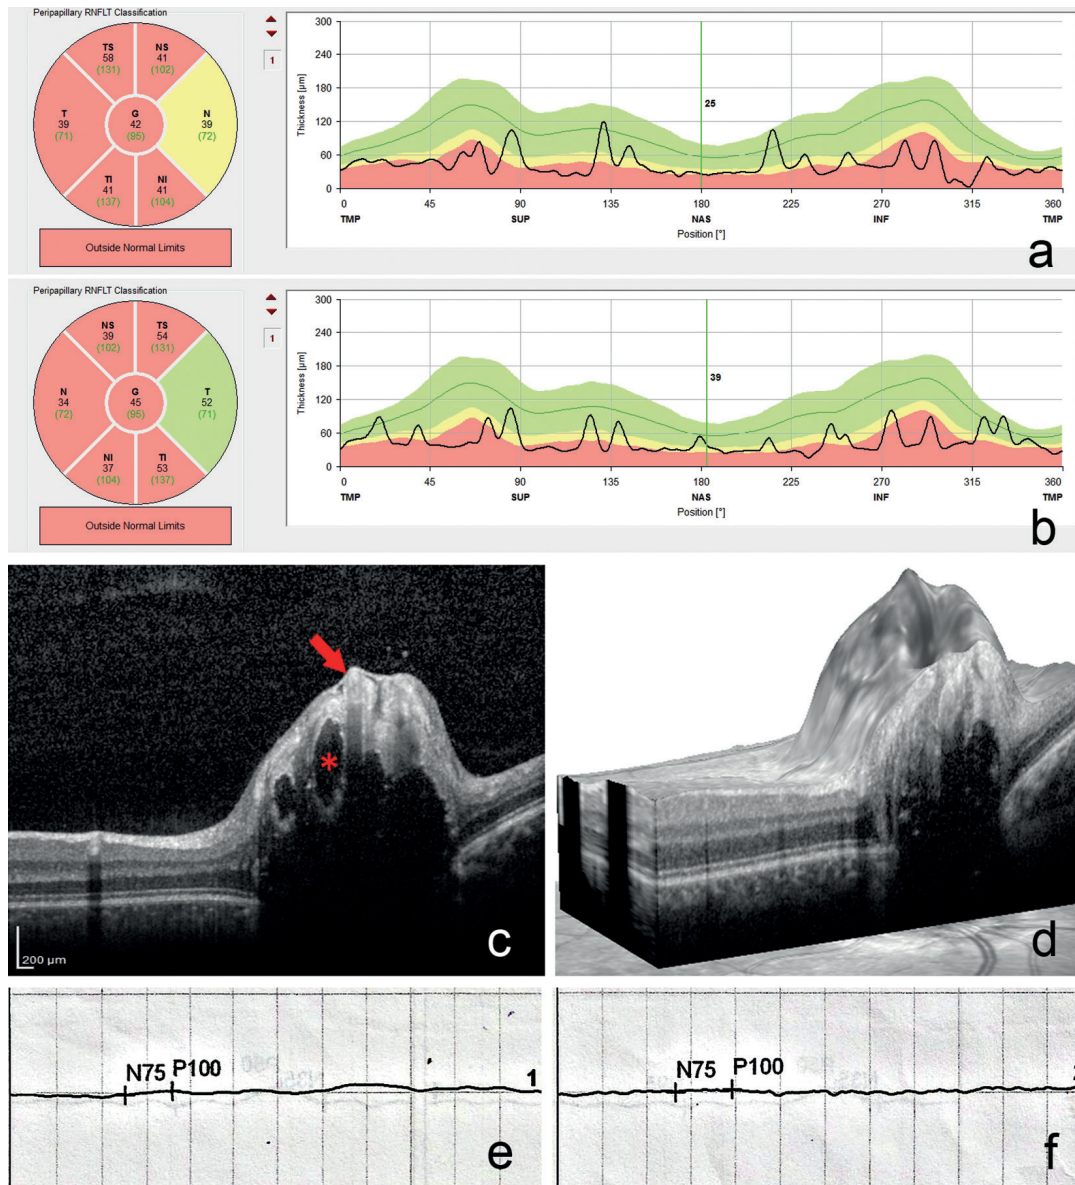 Peripapillary RNFLT Classification
TS
58
(131)
NS
41
(102)
T
39
(71)
G
42
(95)
N
39
(72)
TI
41
(137)
NI
41
(104)
Outside Normal Limits
1
Thickness [µm]
300
240
180
120
60
0
25
0 45 90 135 180 225 270 315 360
TMP SUP NAS INF TMP
Position [°]
a
Peripapillary RNFLT Classification
NS
39
(102)
TS
54
(131)
N
34
(72)
G
45
(95)
T
52
(71)
NI
37
(104)
TI
53
(137)
Outside Normal Limits
1
Thickness [µm]
300
240
180
120
60
0
39
0 45 90 135 180 225 270 315 360
TMP SUP NAS INF TMP
Position [°]
b
*
200 µm
c
d
N75 P100
1
e
N75 P100
f